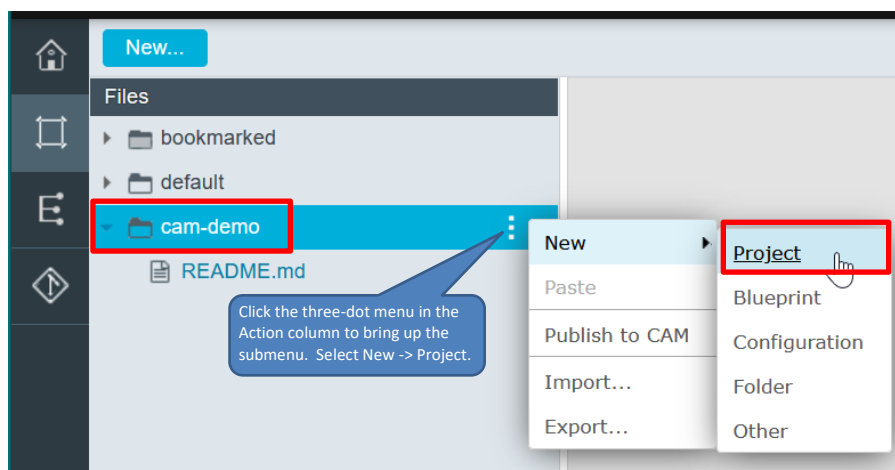 New...
Files
bookmarked
default
cam-demo
README.md
Click the three-dot menu in the
Action column to bring up the
submenu. Select New -> Project.
New
Paste
Publish to CAM
Import...
Export...
Project
Blueprint
Configuration
Folder
Other